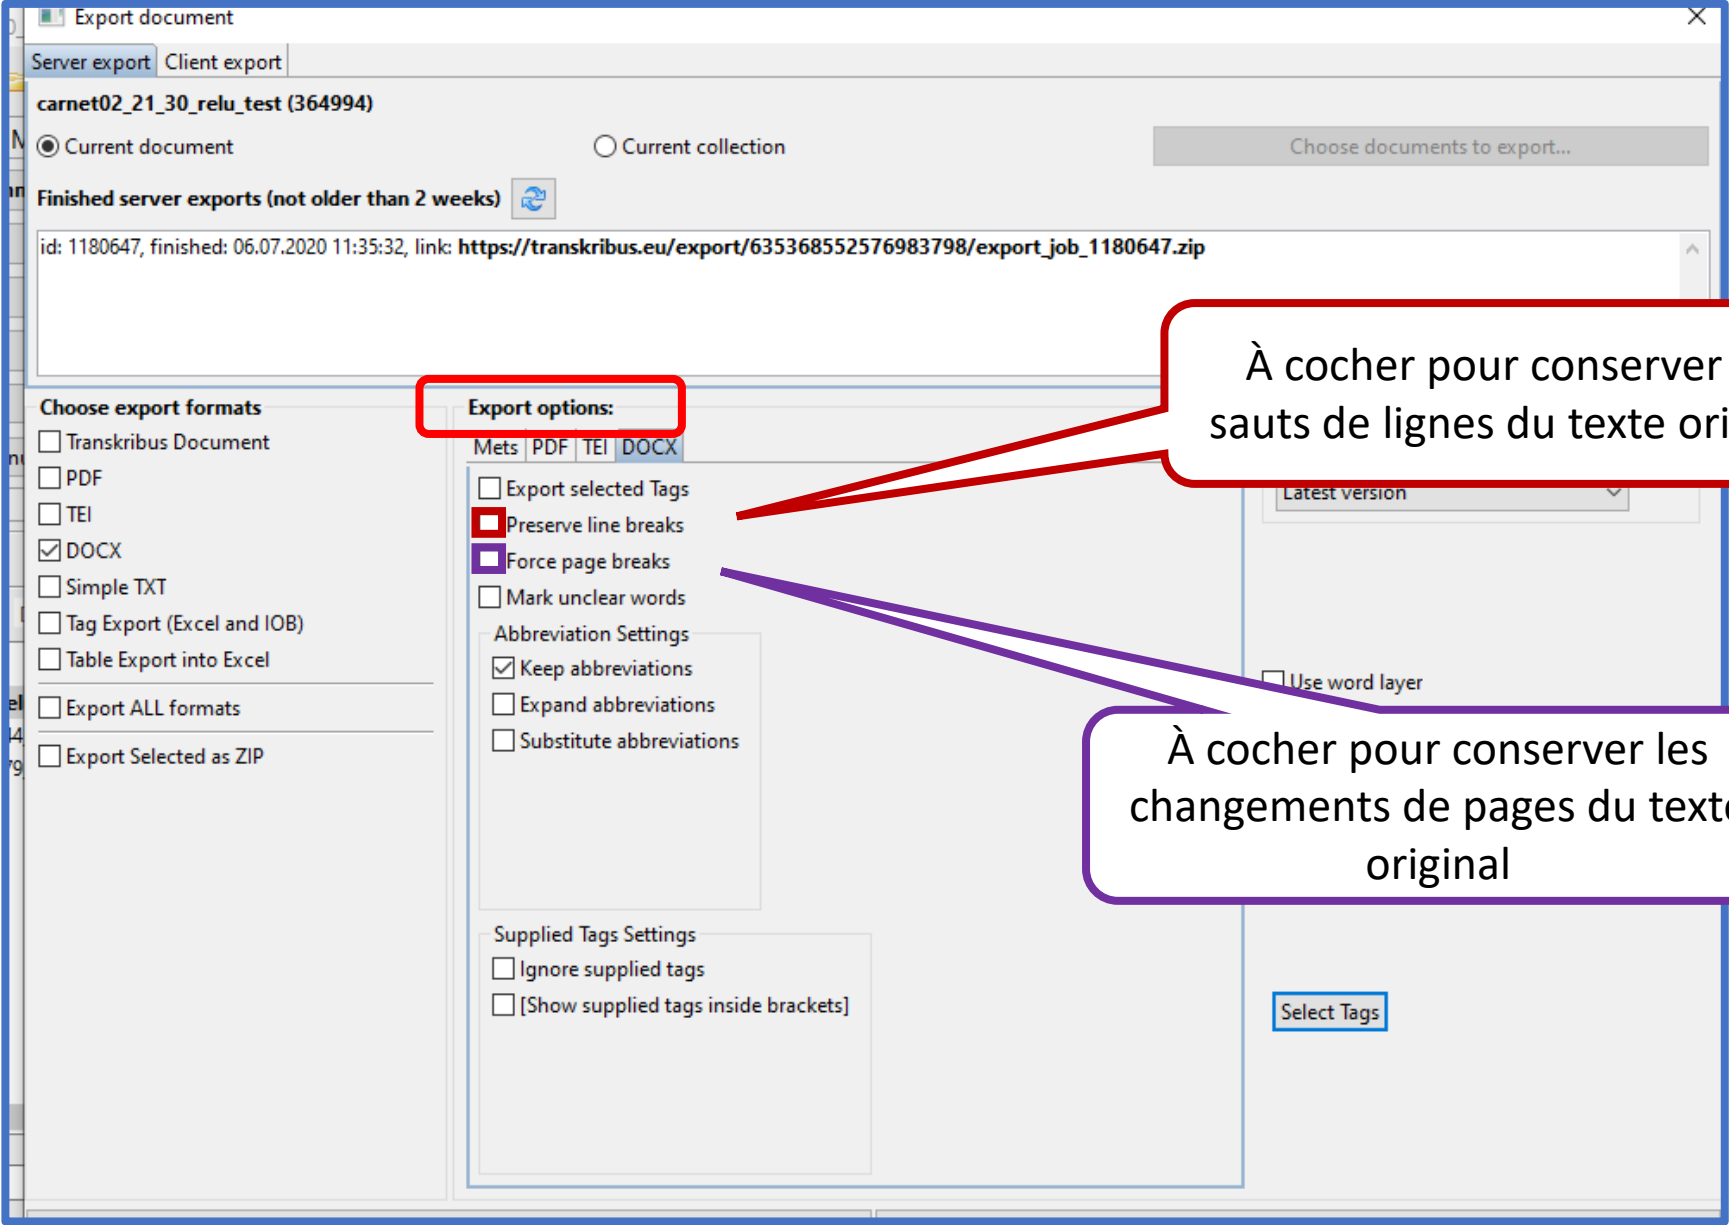 Export document
Server export Client export
carnet02_21_30_relu_test (364994)
Current document Current collection Choose documents to export...
Finished server exports (not older than 2 weeks)
id: 1180647, finished: 06.07.2020 11:35:32, link: https://transkribus.eu/export/635368552576983798/export_job_1180647.zip
À cocher pour conserver
sauts de lignes du texte ori
Choose export formats
Transkribus Document
PDF
TEI
DOCX
Simple TXT
Tag Export (Excel and IOB)
Table Export into Excel
Export ALL formats
Export Selected as ZIP
Export options:
Mets PDF TEI DOCX
Export selected Tags
Preserve line breaks
Force page breaks
Mark unclear words
Abbreviation Settings
Keep abbreviations
Expand abbreviations
Substitute abbreviations
Supplied Tags Settings
Ignore supplied tags
[Show supplied tags inside brackets]
Latest version
Use word layer
À cocher pour conserver les
changements de pages du texte
original
Select Tags